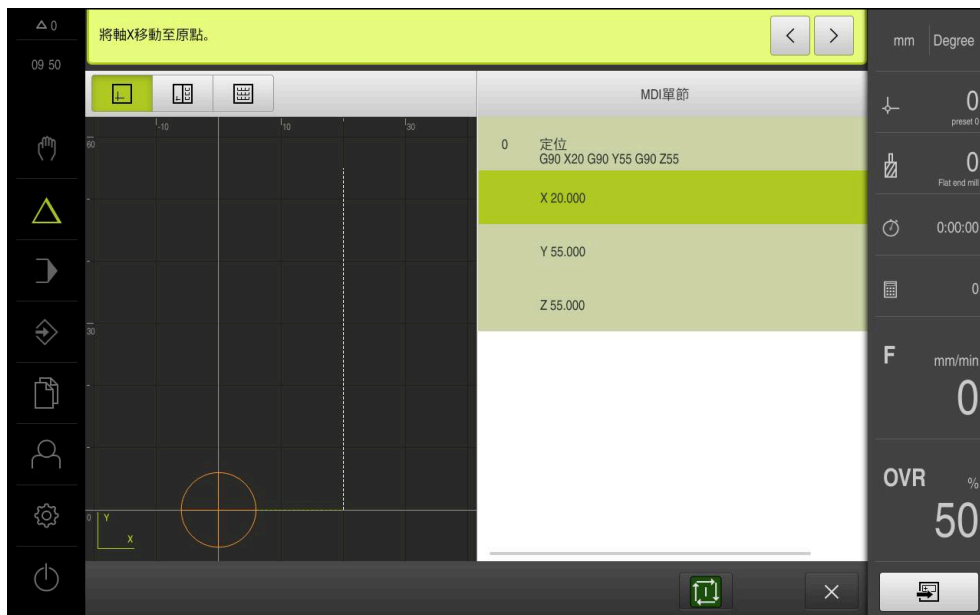 0
09 50
將軸X移動至原點。
mm
Degree
-10
10
30
60
30
0
Y
X
MDI單節
0 定位
G90 X20 G90 Y55 G90 Z55
X 20.000
Y 55.000
Z 55.000
0
preset 0
0
Flat end mill
0:00:00
0
F mm/min
0
OVR %
50